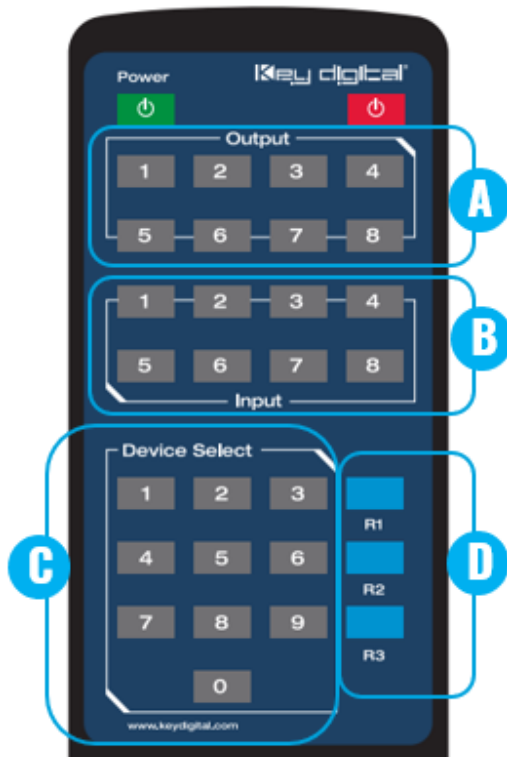 Power Key digital
Output
1 2 3 4
A
5 6 7 8
1 2 3 4
B
5 6 7 8
Input
Device Select
1 2 3
R1
4 5 6
C D
R2
7 8 9
R3
0
www.keydigital.com